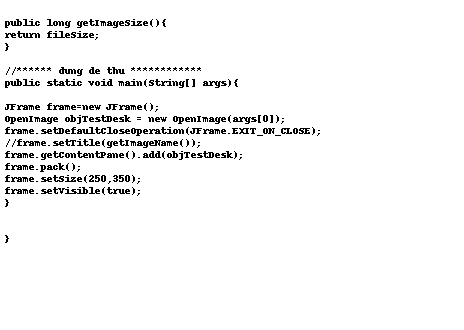 public long getImageSize(){
return fileSize;
}
//****** dung de thu ************
public static void main(String[] args){
JFrame frame=new JFrame();
OpenImage objTestDesk = new OpenImage(args[0]);
frame.setDefaultCloseOperation(JFrame.EXIT_ON_CLOSE);
//frame.setTitle(getImageName());
frame.getContentPane().add(objTestDesk);
frame.pack();
frame.setSize(250,350);
frame.setVisible(true);
}
}